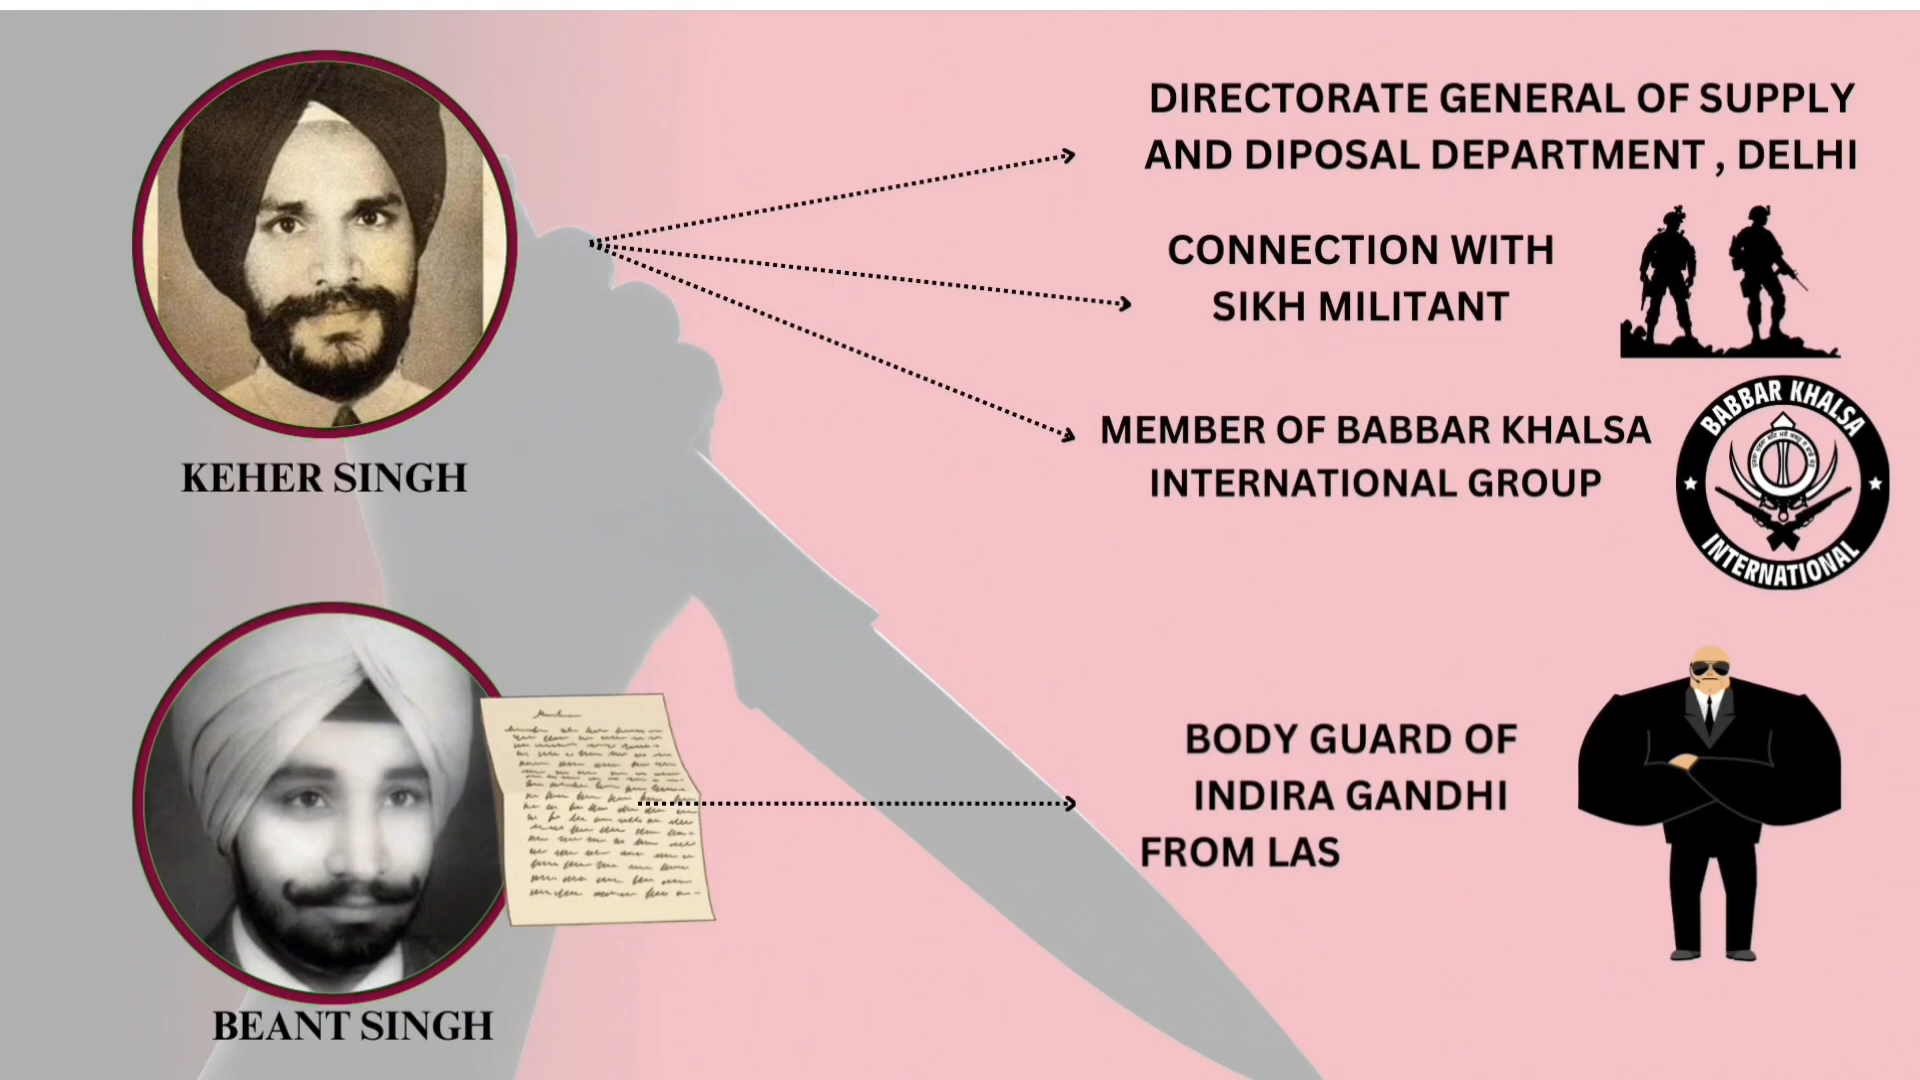 DIRECTORATE GENERAL OF SUPPLY
AND DIPOSAL DEPARTMENT , DELHI
CONNECTION WITH
SIKH MILITANT
MEMBER OF BABBAR KHALSA
INTERNATIONAL GROUP
BABBAR KHALSA
INTERNATIONAL
KEHER SINGH
BODY GUARD OF
INDIRA GANDHI
FROM LAS
BEANT SINGH